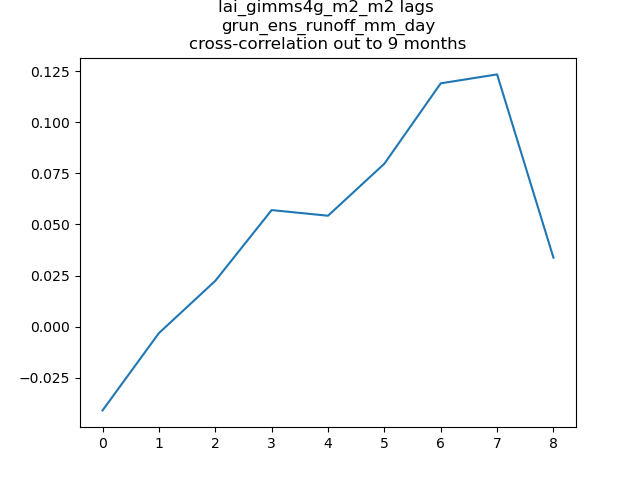 lai_gimms4g_m2_m2 lags
grun_ens_runoff_mm_day
cross-correlation out to 9 months
0.125
0.100
0.075
0.050
0.025
0.000
−0.025
0 1 2 3 4 5 6 7 8